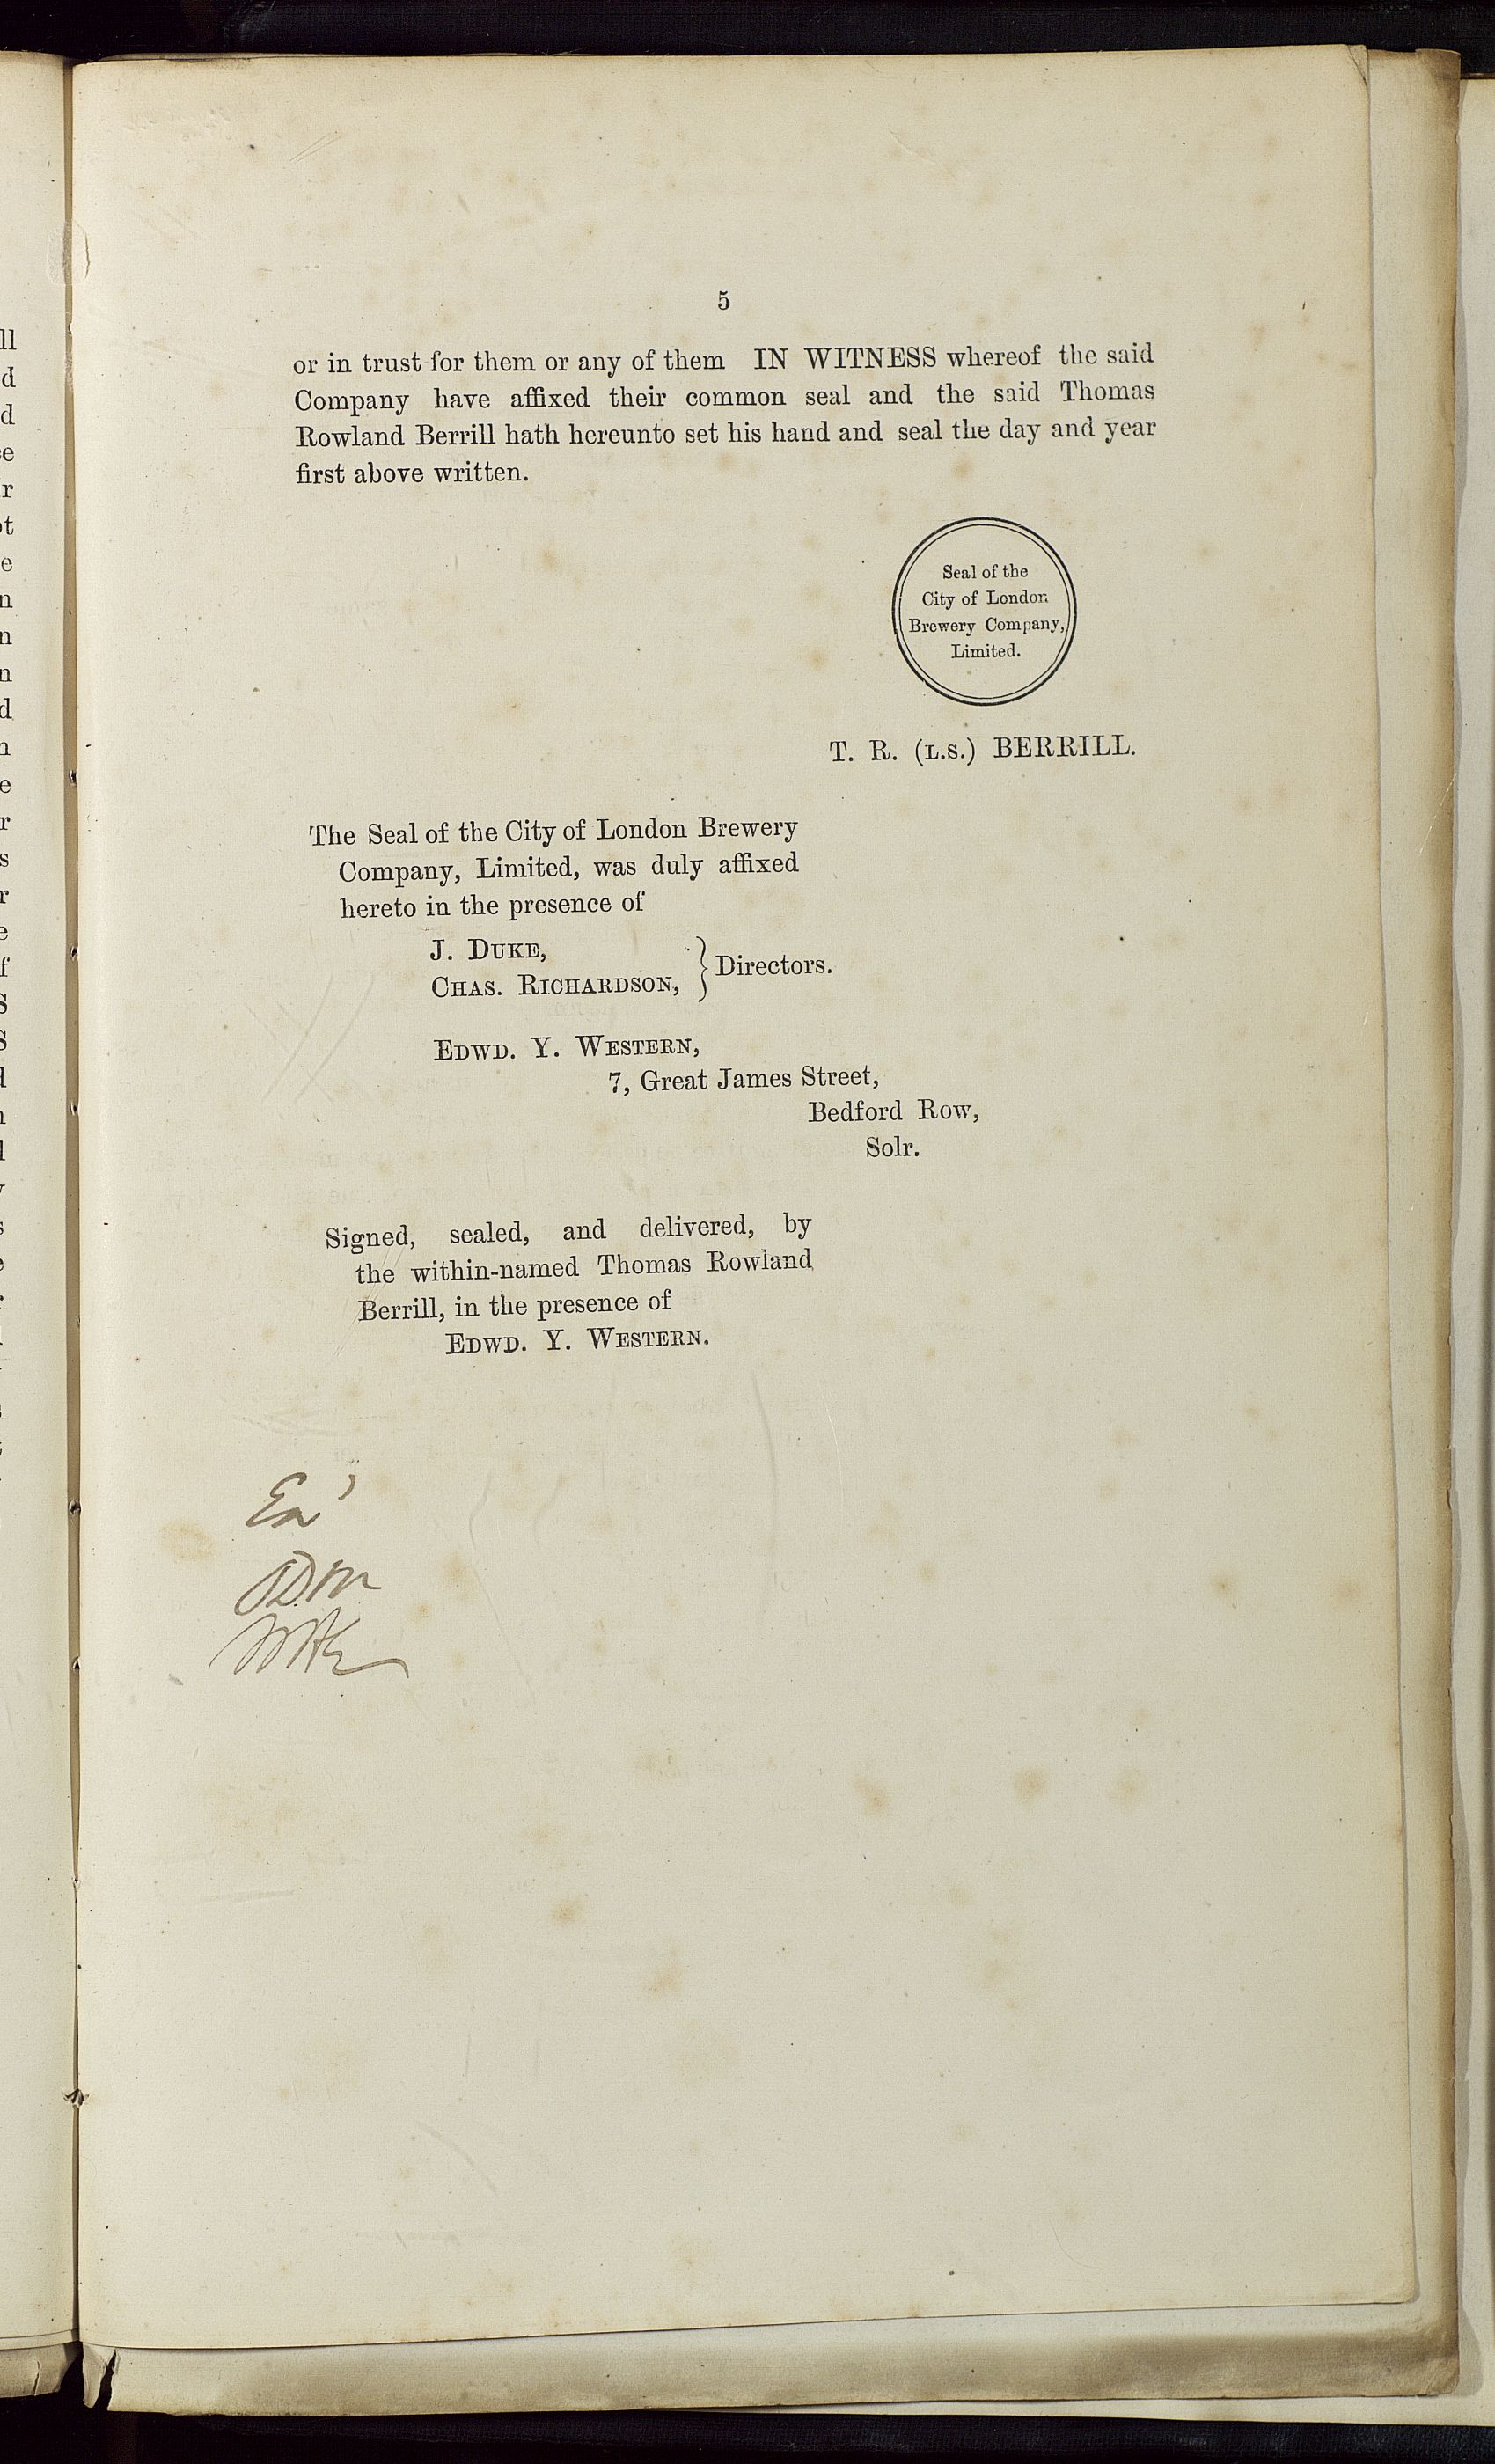 5
or in trust for them or any of them IN WITNESS whereof the said
Company have affixed their common seal and the said Thomas
Rowland Berrill hath hereunto set his hand and seal the day and year
first above written.
Seal of the
City of London
Brewery Company,
Limited.
T. R. (L.S.) BERRILL.
The Seal of the City of London Brewery
Company, Limited, was duly affixed
hereto in the presence of
J. DUKE,
CHAS. RICHARDSON, } Directors.
EDWD. Y. WESTERN,
7, Great James Street,
Bedford Row,
Solr.
Signed, sealed, and delivered, by
the within-named Thomas Rowland
Berrill, in the presence of
EDWD. Y. WESTERN.